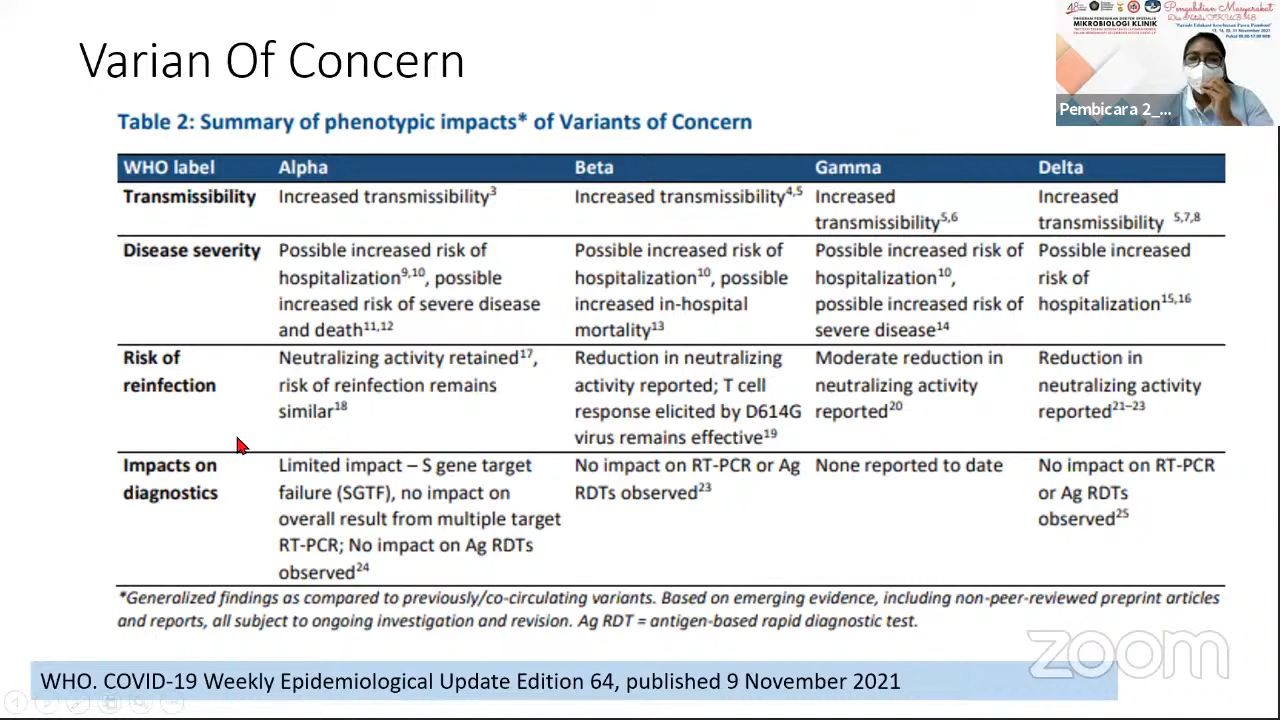 Varian Of Concern
Table 2: Summary of phenotypic impacts* of Variants of Concern
WHO label Alpha Beta Gamma Delta
Transmissibility Increased transmissibility3 Increased transmissibility4,5 Increased transmissibility5,6 Increased transmissibility 5,7,8
Disease severity Possible increased risk of hospitalization9,10, possible increased risk of severe disease and death11,12 Possible increased risk of hospitalization10, possible increased in-hospital mortality13 Possible increased risk of hospitalization10, possible increased risk of severe disease14 Possible increased risk of hospitalization15,16
Risk of reinfection Neutralizing activity retained17, risk of reinfection remains similar18 Reduction in neutralizing activity reported; T cell response elicited by D614G virus remains effective19 Moderate reduction in neutralizing activity reported20 Reduction in neutralizing activity reported21–23
Impacts on diagnostics Limited impact – S gene target failure (SGTF), no impact on overall result from multiple target RT-PCR; No impact on Ag RDTs observed24 No impact on RT-PCR or Ag RDTs observed23 None reported to date No impact on RT-PCR or Ag RDTs observed25
*Generalized findings as compared to previously/co-circulating variants. Based on emerging evidence, including non-peer-reviewed preprint articles
and reports, all subject to ongoing investigation and revision. Ag RDT = antigen-based rapid diagnostic test.
WHO. COVID-19 Weekly Epidemiological Update Edition 64, published 9 November 2021
zoom
MIKROBIOLOGI KLINIK
Pengabdian Masyarakat
Pembicara 2_...